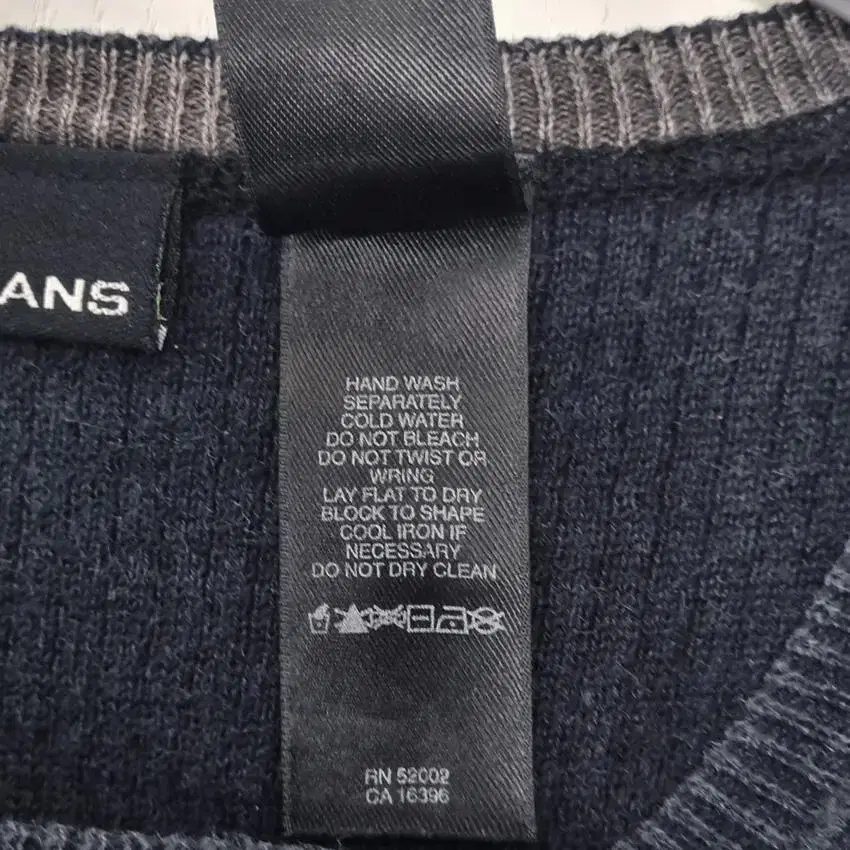 ANS
HAND WASH
SEPARATELY
COLD WATER
DO NOT BLEACH
DO NOT TWIST OR
WRING
LAY FLAT TO DRY
BLOCK TO SHAPE
COOL IRON IF
NECESSARY
DO NOT DRY CLEAN
RN 52002
CA 16396